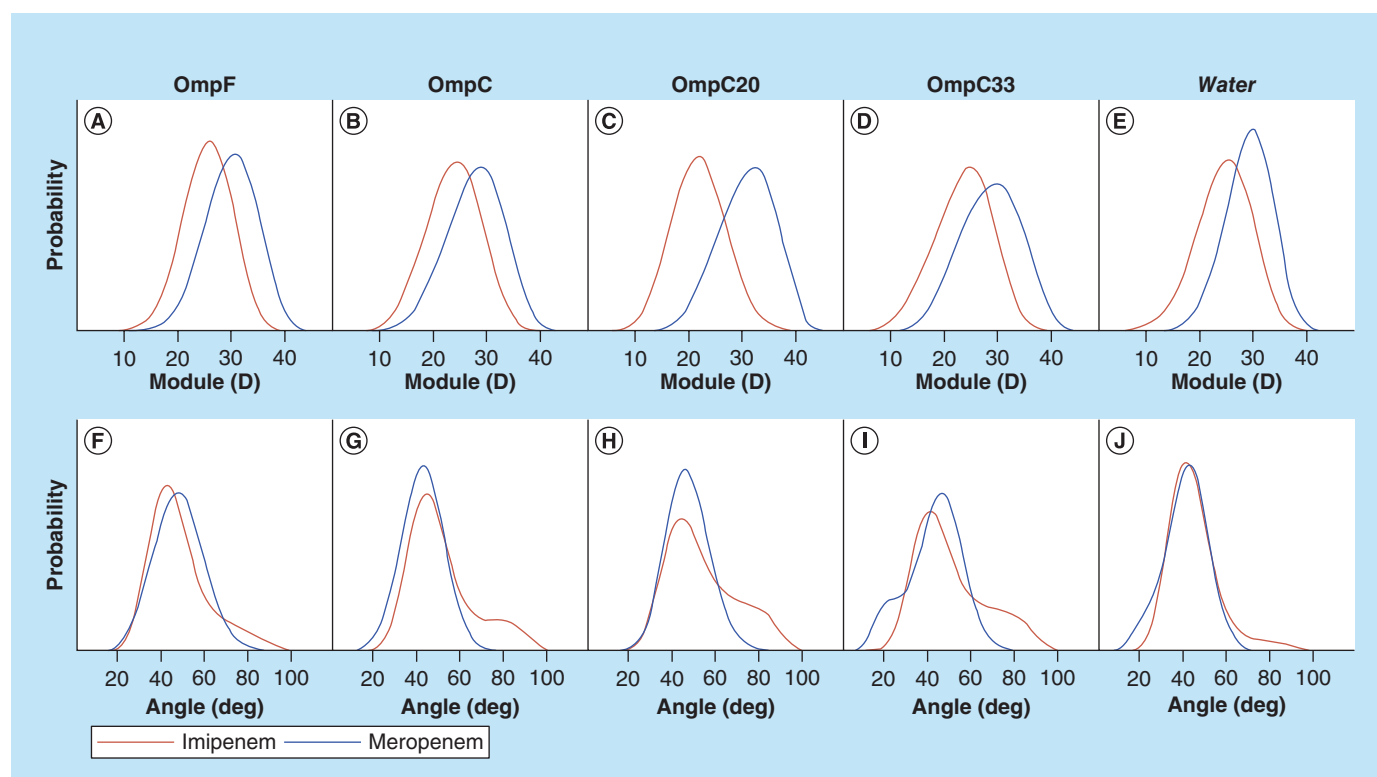 OmpF OmpC OmpC20 OmpC33 Water
A B C D E
Probability
10 20 30 40 10 20 30 40 10 20 30 40 10 20 30 40 10 20 30 40
Module (D) Module (D) Module (D) Module (D) Module (D)
F G H I J
Probability
20 40 60 80 100 20 40 60 80 100 20 40 60 80 100 20 40 60 80 100 20 40 60 80 100
Angle (deg) Angle (deg) Angle (deg) Angle (deg) Angle (deg)
Imipenem Meropenem